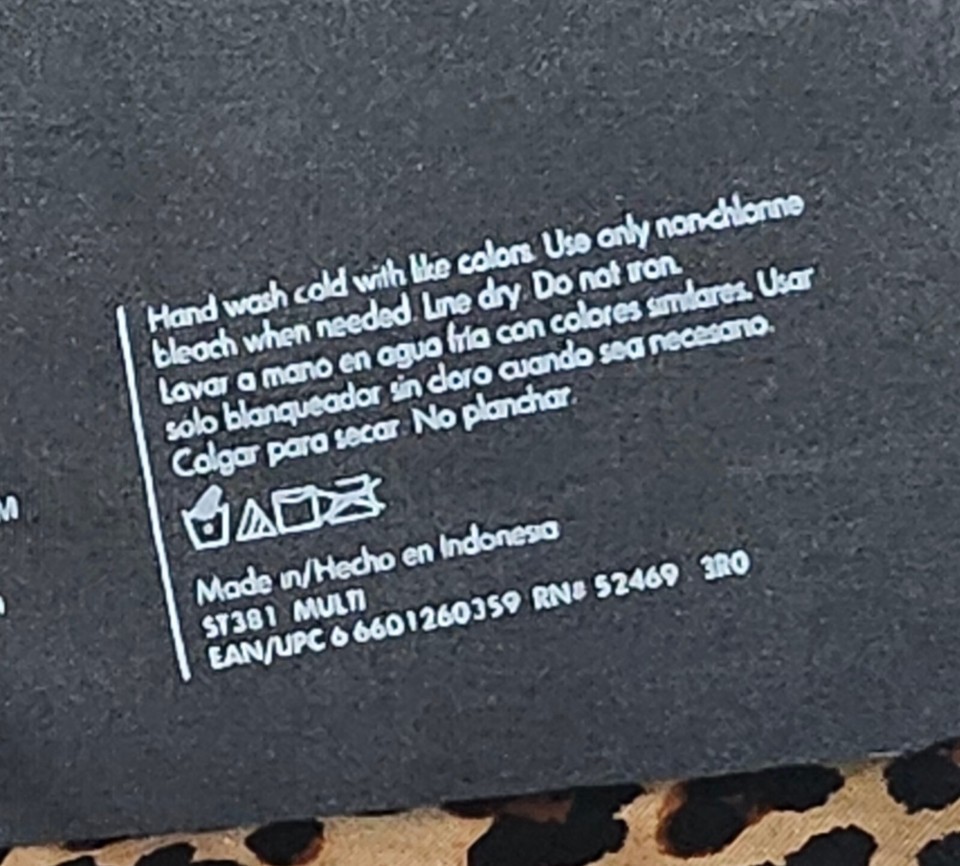 Hand wash cold with like colors. Use only non-chlorine
bleach when needed. Line dry. Do not iron.
Lavar a mano en agua fría con colores similares. Usar
solo blanqueador sin cloro cuando sea necesario.
Colgar para secar. No planchar.
Made in/Hecho en Indonesia
ST381 MULTI
EAN/UPC 6 6601260359 RN# 52469 3R0
M